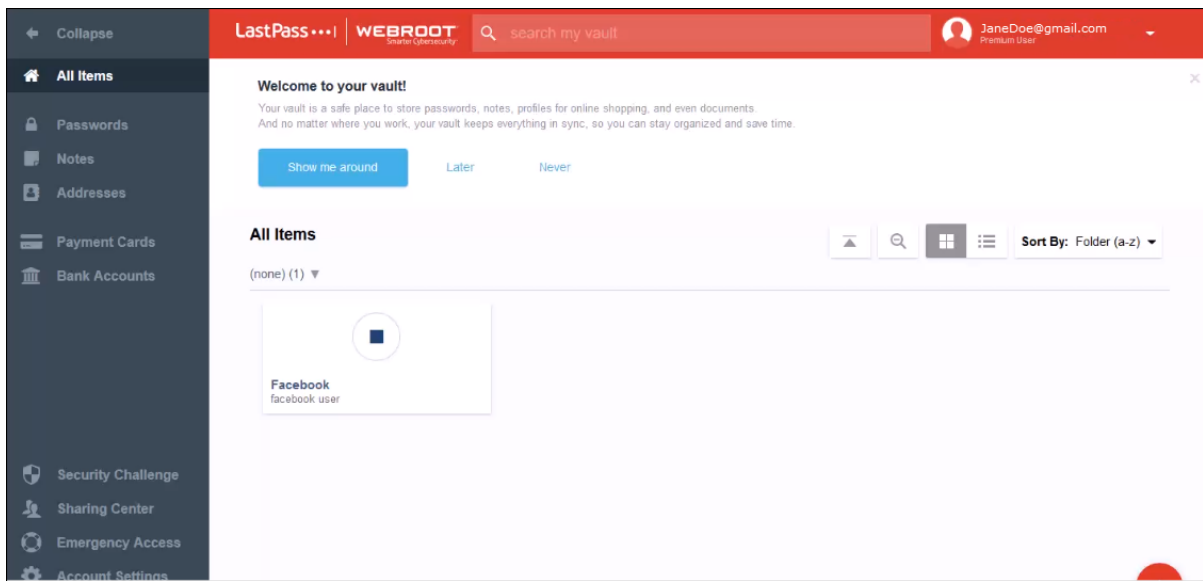 Collapse
LastPass
WEBROOT
Smarter Cybersecurity
search my vault
JaneDoe@gmail.com
Premium User
All Items
Passwords
Notes
Addresses
Payment Cards
Bank Accounts
Security Challenge
Sharing Center
Emergency Access
Account Settings
Welcome to your vault!
Your vault is a safe place to store passwords, notes, profiles for online shopping, and even documents.
And no matter where you work, your vault keeps everything in sync, so you can stay organized and save time.
Show me around
Later
Never
All Items
Sort By: Folder (a-z)
(none) (1)
Facebook
facebook user